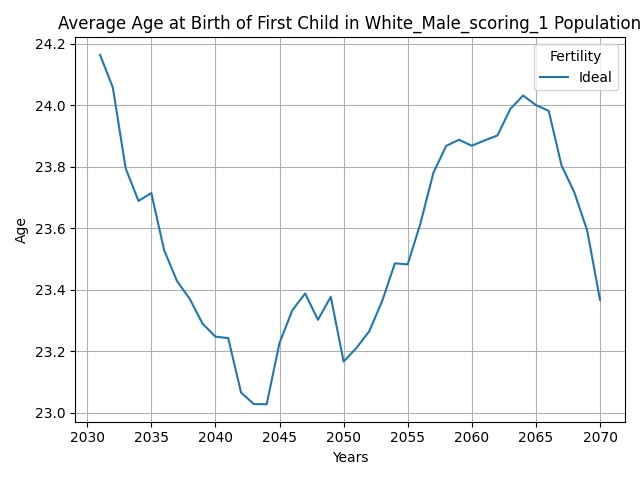 Average Age at Birth of First Child in White_Male_scoring_1 Population
Fertility
Ideal
24.2
24.0
23.8
23.6
23.4
23.2
23.0
Age
2030 2035 2040 2045 2050 2055 2060 2065 2070
Years